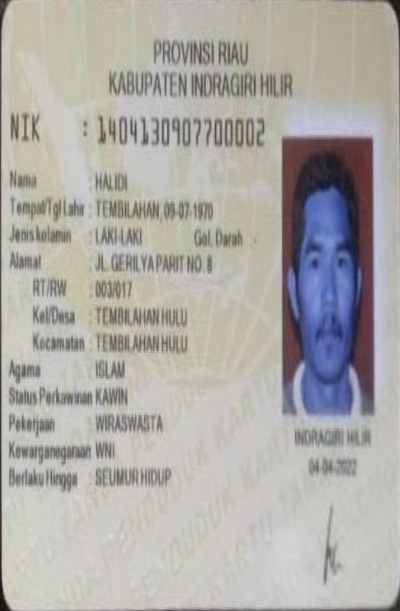 PROVINSI RIAU
KABUPATEN INDRAGIRI HILIR
NIK : 1404130907700002
Nama : HALIDI
Tempat/Tgl Lahir : TEMBILAHAN, 09-07-1970
Jenis kelamin : LAKI-LAKI Gol. Darah : -
Alamat : JL. GERILYA PARIT NO. 8
RT/RW : 003/017
Kel/Desa : TEMBILAHAN HULU
Kecamatan : TEMBILAHAN HULU
Agama : ISLAM
Status Perkawinan: KAWIN
Pekerjaan : WIRASWASTA
Kewarganegaraan: WNI
Berlaku Hingga : SEUMUR HIDUP
INDRAGIRI HILIR
04-04-2022